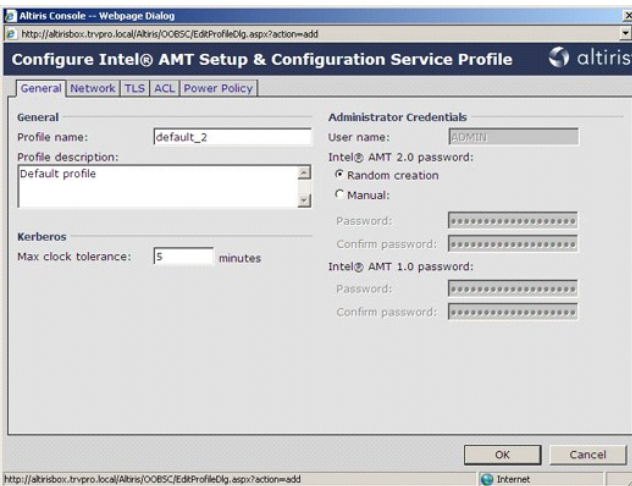 Altiris Console -- Webpage Dialog
http://altirisbox.trvpro.local/Altiris/OOBSC/EditProfileDlg.aspx?action=add
Configure Intel® AMT Setup & Configuration Service Profile
altiris
General Network TLS ACL Power Policy
General
Profile name: default_2
Profile description:
Default profile
Kerberos
Max clock tolerance: 5 minutes
Administrator Credentials
User name: ADMIN
Intel® AMT 2.0 password:
Random creation
Manual:
Password:
Confirm password:
Intel® AMT 1.0 password:
Password:
Confirm password:
OK Cancel
http://altirisbox.trvpro.local/Altiris/OOBSC/EditProfileDlg.aspx?action=add Internet